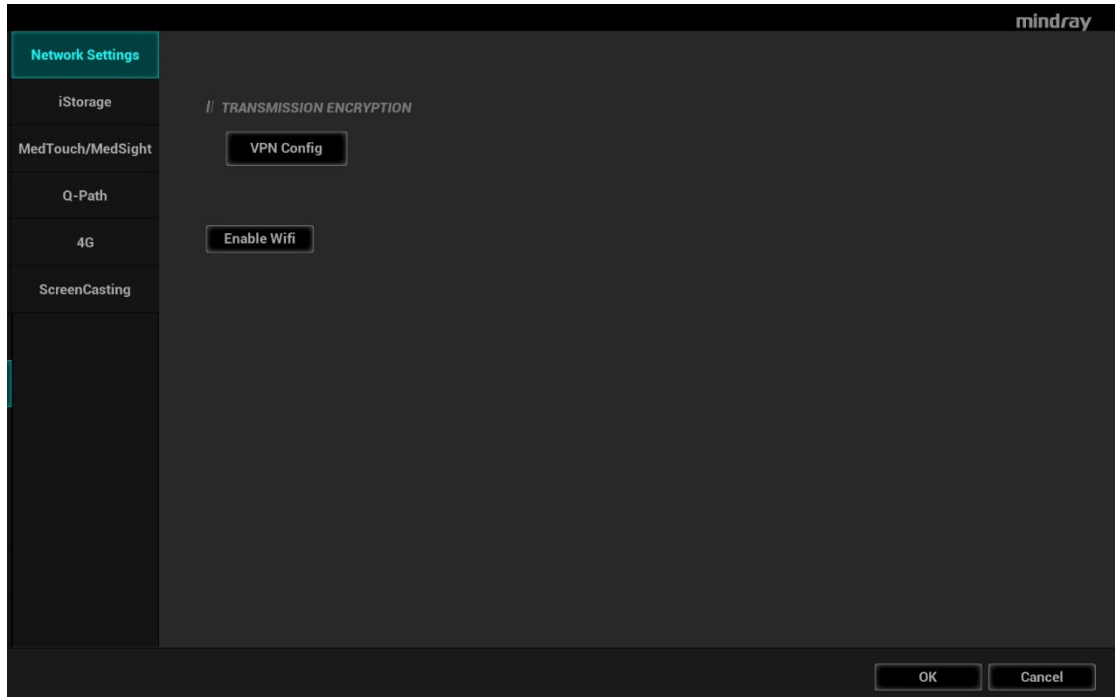 mindray
Network Settings
iStorage
MedTouch/MedSight
Q-Path
4G
ScreenCasting
// TRANSMISSION ENCRYPTION
VPN Config
Enable Wifi
OK
Cancel